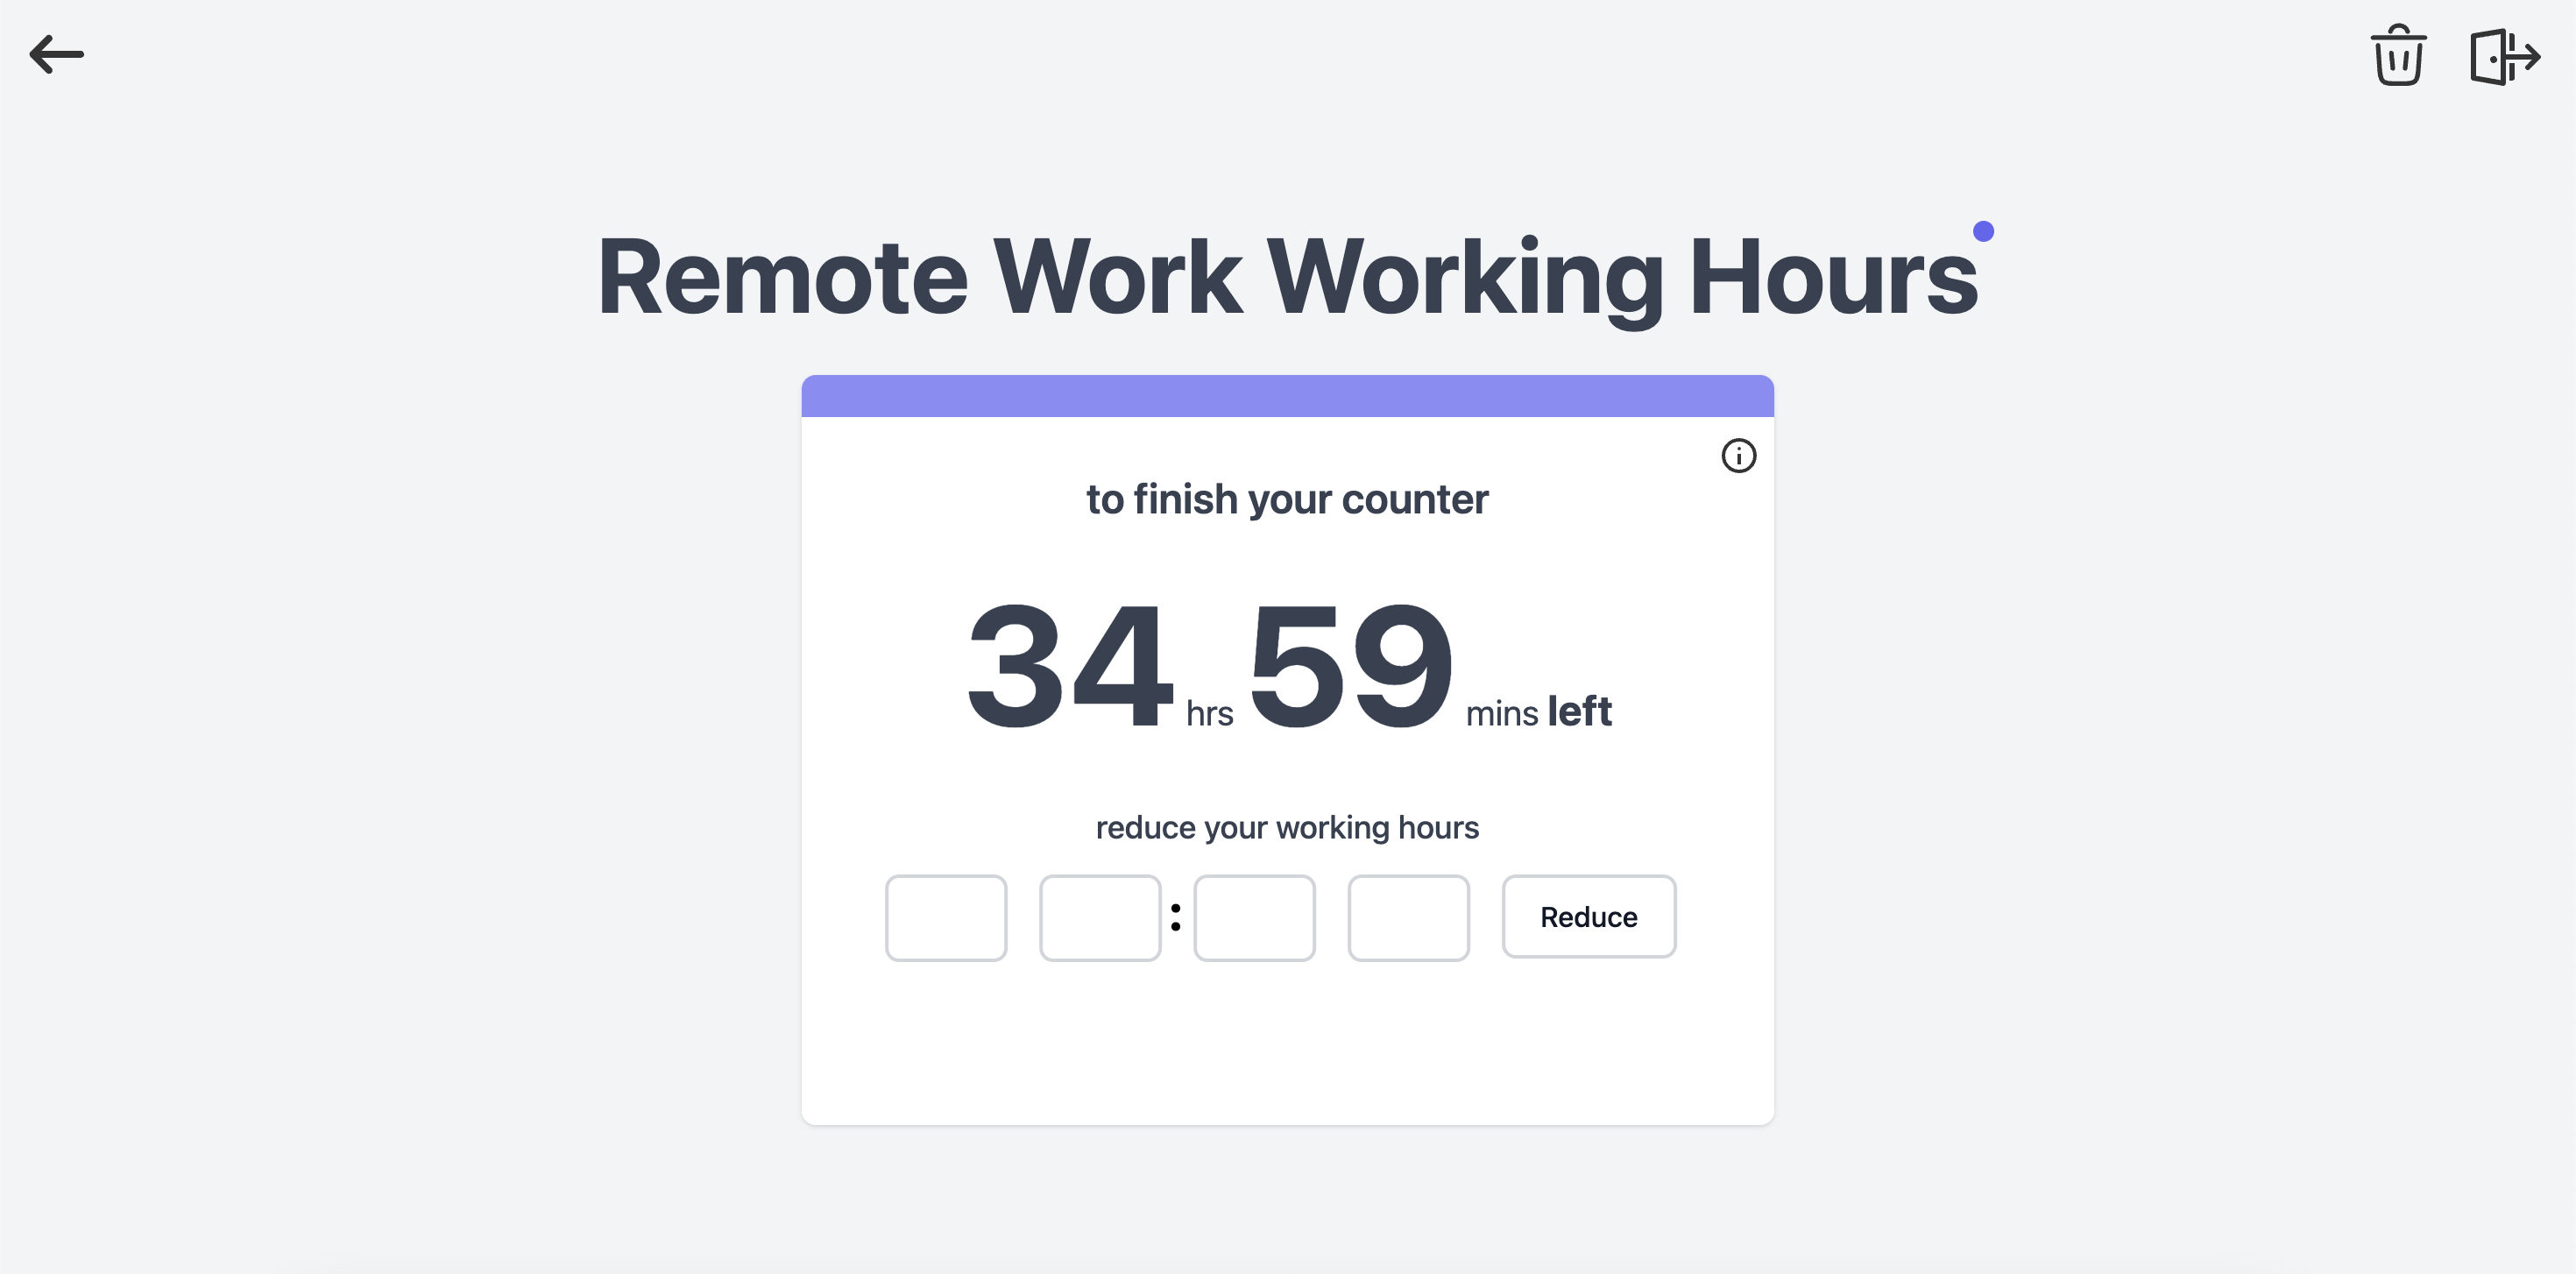 Remote Work Working Hours
to finish your counter
34 hrs 59 mins left
reduce your working hours
: Reduce